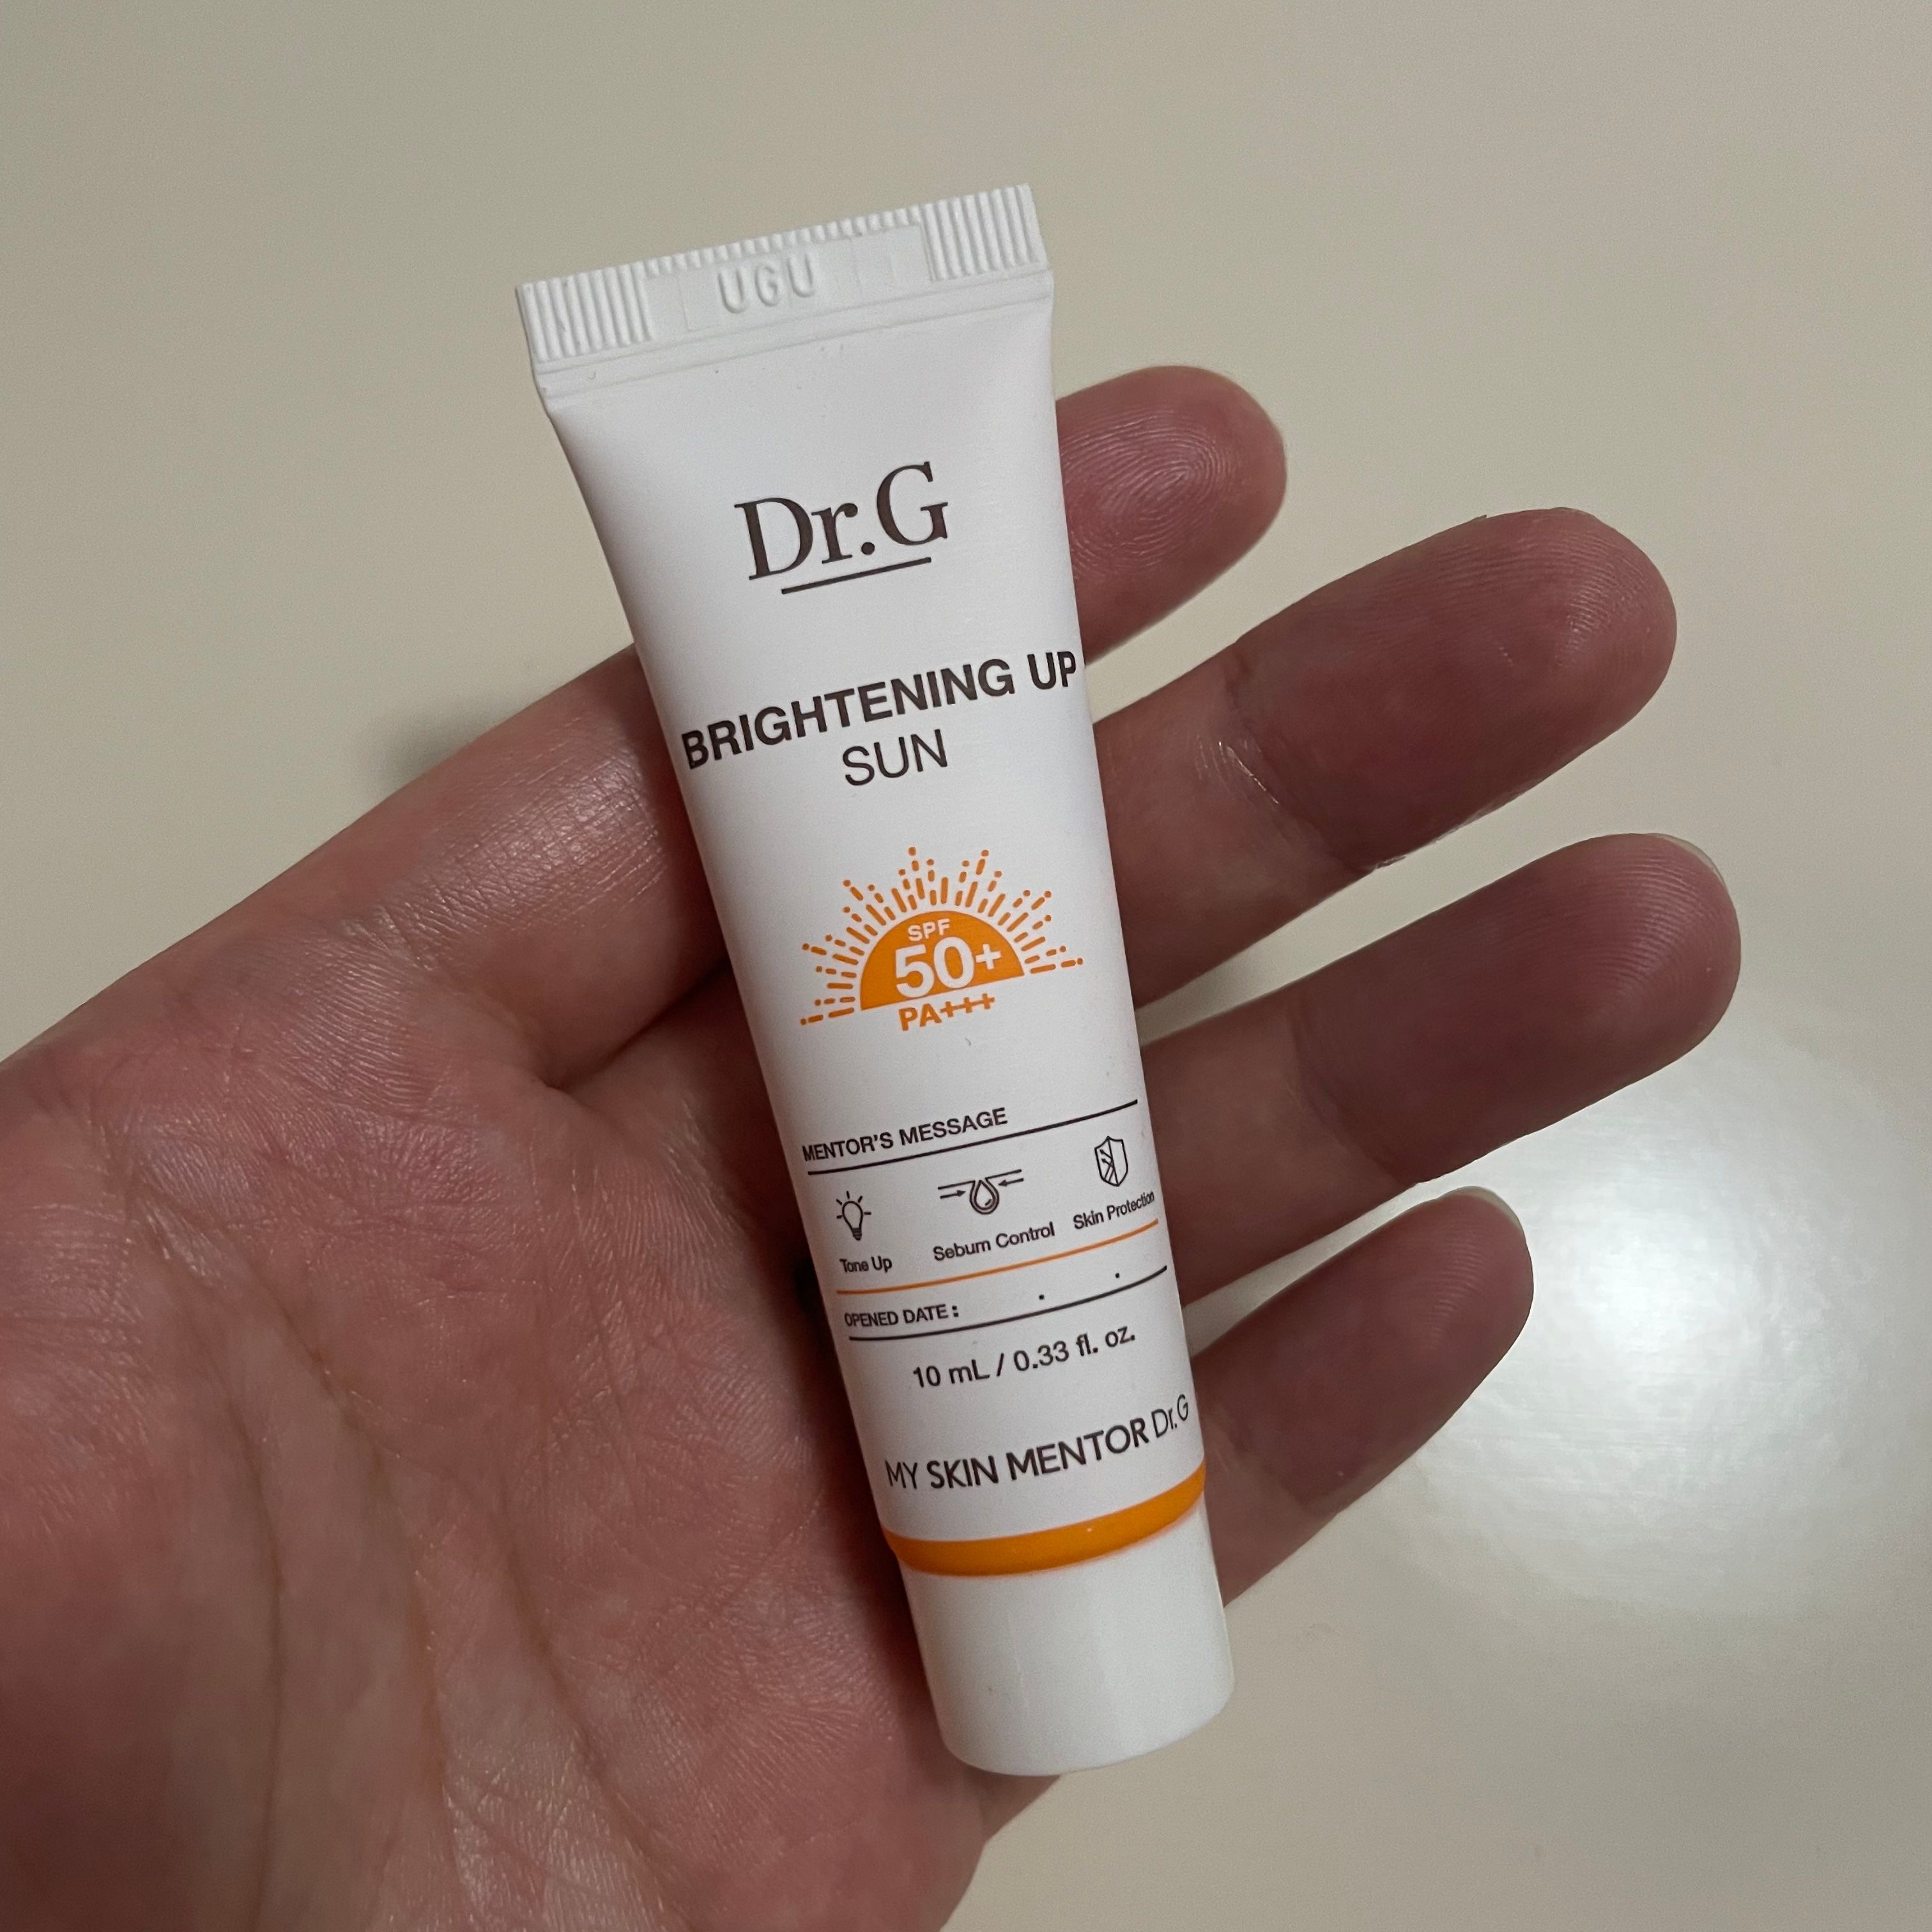 UGU
Dr.G
BRIGHTENING UP
SUN
SPF
50+
PA+++
MENTOR'S MESSAGE
Tone Up
Sebum Control
Skin Protection
OPENED DATE : . .
10 mL / 0.33 fl. oz.
MY SKIN MENTOR Dr.G